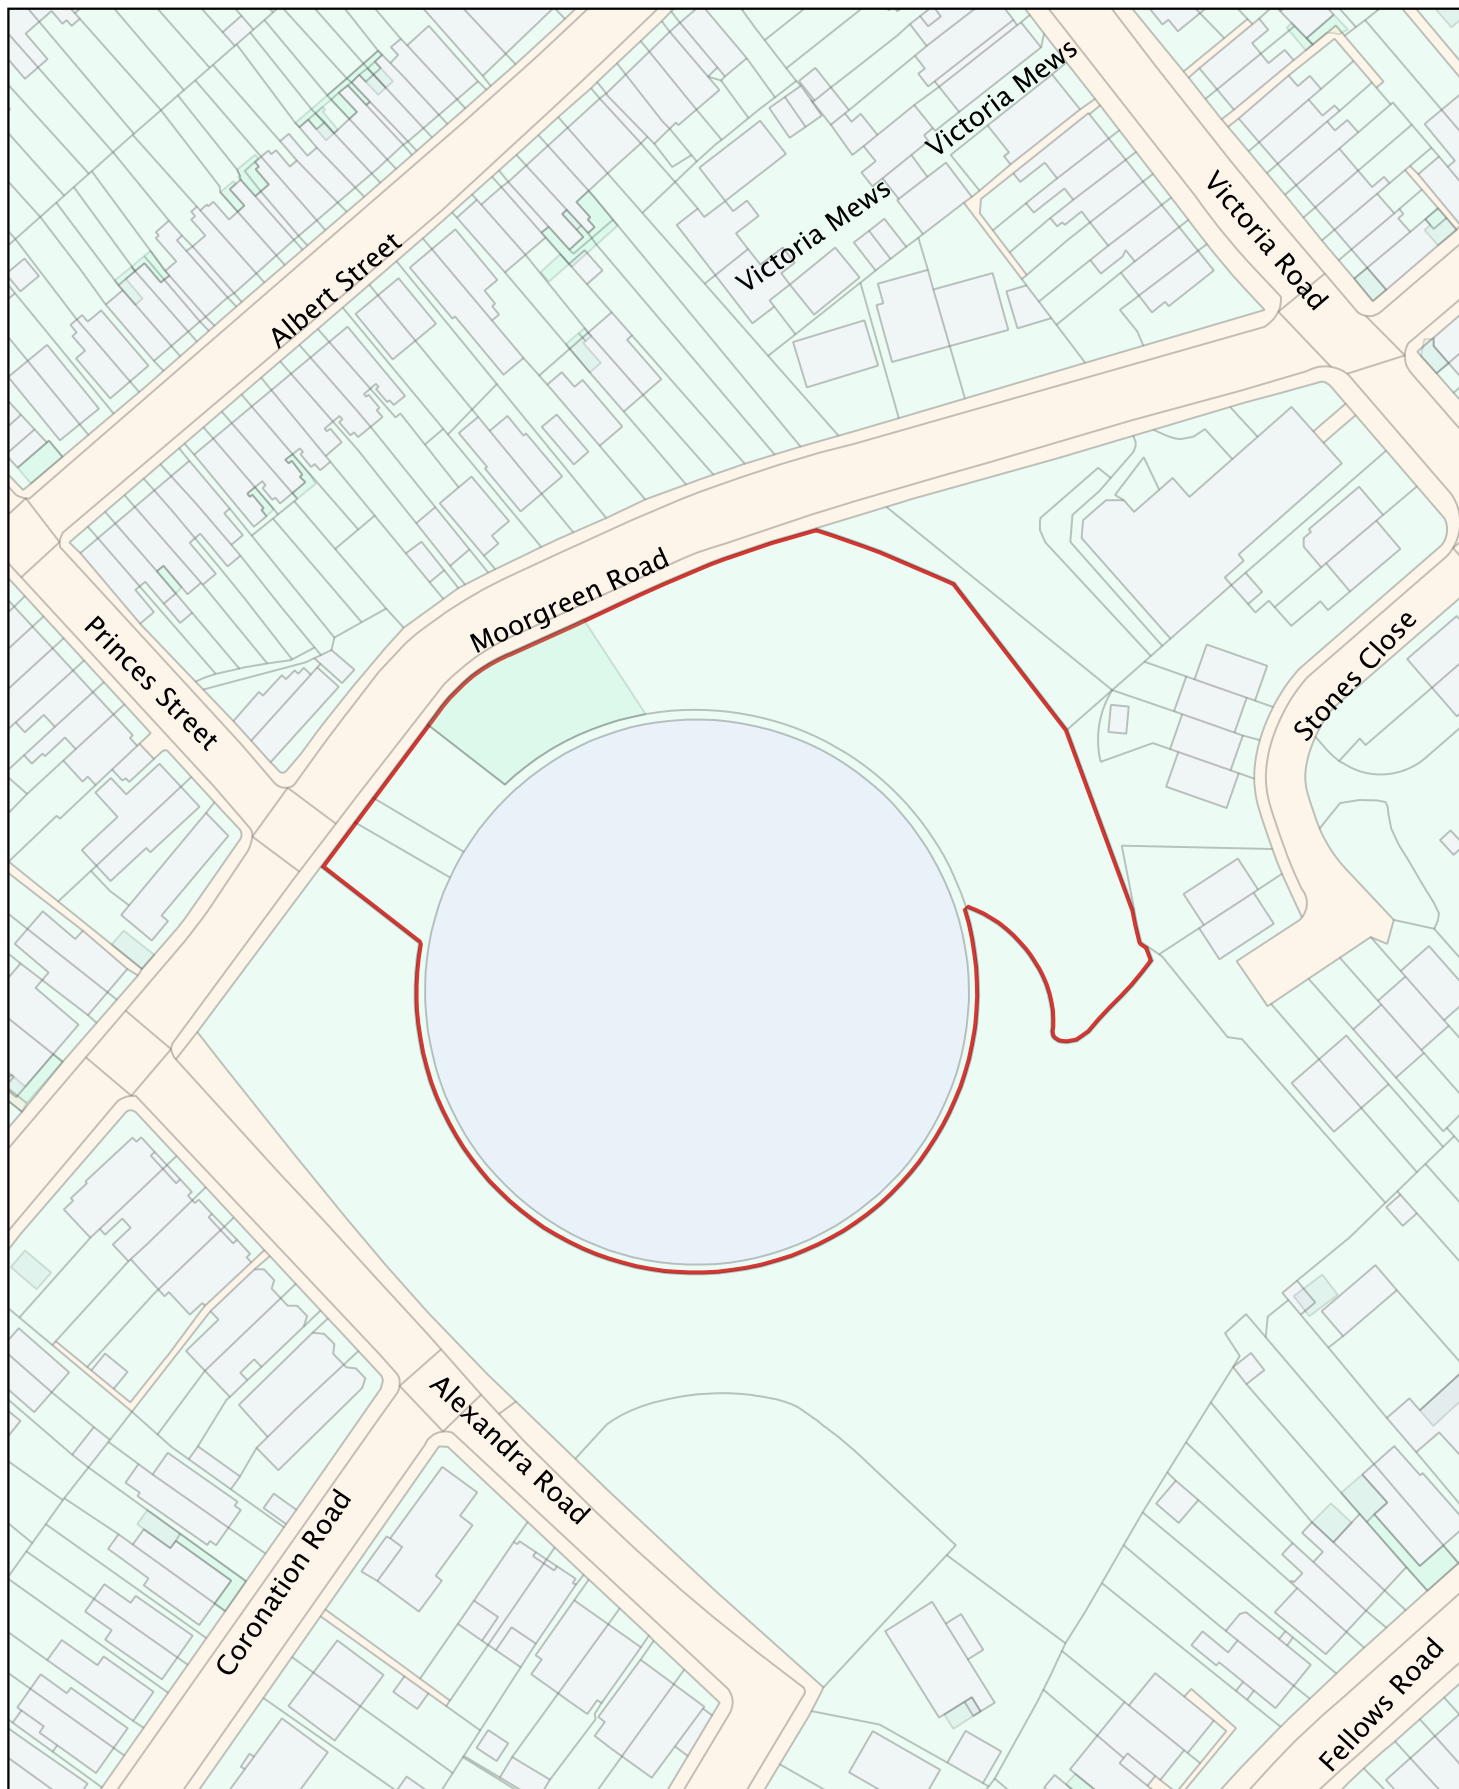 Victoria Mews
Victoria Mews
Victoria Road
Albert Street
Moorgreen Road
Princes Street
Stones Close
Alexandra Road
Coronation Road
Fellows Road